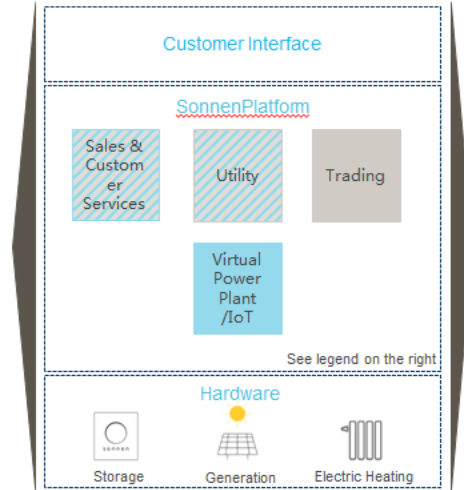 Customer Interface
SonnenPlatform
Sales &
Custom
er
Services
Utility
Trading
Virtual
Power
Plant
/IoT
See legend on the right
Hardware
sonnen
Storage
Generation
Electric Heating